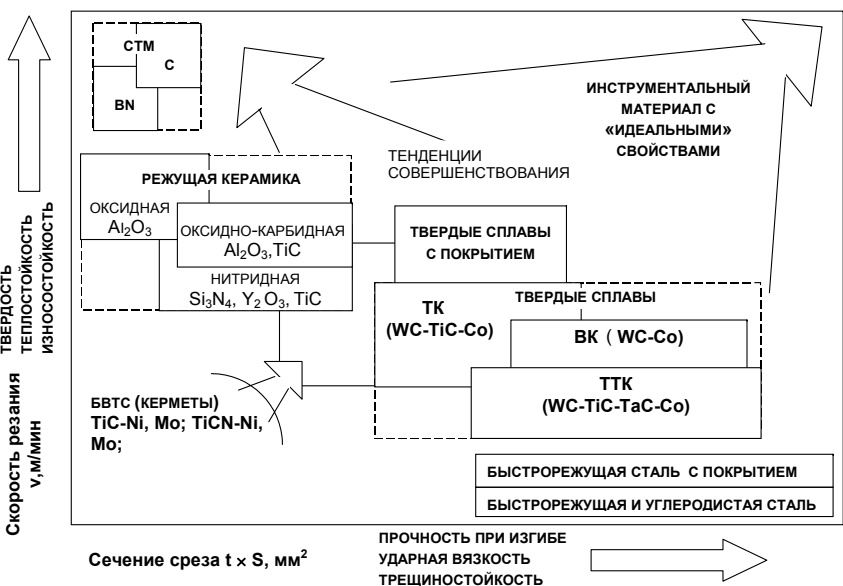 СТМ
С
BN
ИНСТРУМЕНТАЛЬНЫЙ
МАТЕРИАЛ С
«ИДЕАЛЬНЫМИ»
СВОЙСТВАМИ
ТЕНДЕНЦИИ
СОВЕРШЕНСТВОВАНИЯ
РЕЖУЩАЯ КЕРАМИКА
ОКСИДНАЯ
Al₂O₃
ОКСИДНО-КАРБИДНАЯ
Al₂O₃,TiC
НИТРИДНАЯ
Si₃N₄, Y₂O₃, TiC
ТВЕРДЫЕ СПЛАВЫ
С ПОКРЫТИЕМ
ТВЕРДЫЕ СПЛАВЫ
ТК
(WC-TiC-Co)
ВК ( WC-Co)
ТТК
(WC-TiC-TaC-Co)
БВТС (КЕРМЕТЫ)
TiC-Ni, Mo; TiCN-Ni,
Mo;
БЫСТРОРЕЖУЩАЯ СТАЛЬ С ПОКРЫТИЕМ
БЫСТРОРЕЖУЩАЯ И УГЛЕРОДИСТАЯ СТАЛЬ
ТВЕРДОСТЬ
ТЕПЛОСТОЙКОСТЬ
ИЗНОСОСТОЙКОСТЬ
Скорость резания
v,м/мин
Сечение среза t × S, мм²
ПРОЧНОСТЬ ПРИ ИЗГИБЕ
УДАРНАЯ ВЯЗКОСТЬ
ТРЕЩИНОСТОЙКОСТЬ